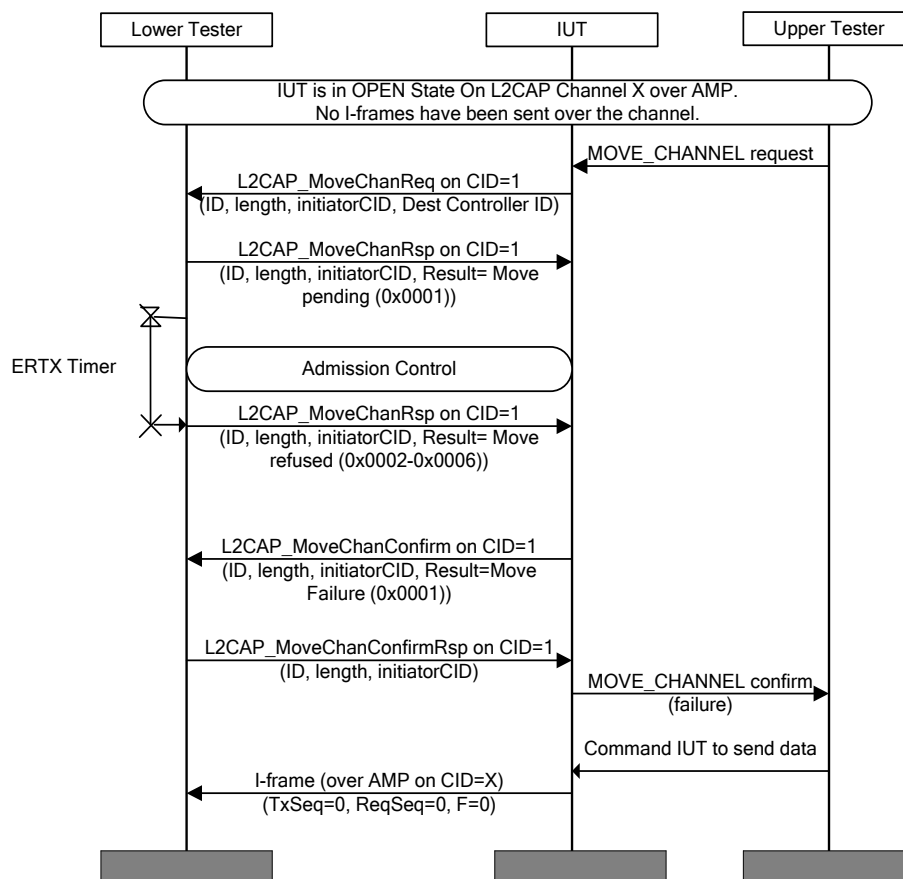 Lower Tester
IUT
Upper Tester
IUT is in OPEN State On L2CAP Channel X over AMP.
No I-frames have been sent over the channel.
MOVE_CHANNEL request
L2CAP_MoveChanReq on CID=1
(ID, length, initiatorCID, Dest Controller ID)
L2CAP_MoveChanRsp on CID=1
(ID, length, initiatorCID, Result= Move
pending (0x0001))
ERTX Timer
Admission Control
L2CAP_MoveChanRsp on CID=1
(ID, length, initiatorCID, Result= Move
refused (0x0002-0x0006))
L2CAP_MoveChanConfirm on CID=1
(ID, length, initiatorCID, Result=Move
Failure (0x0001))
L2CAP_MoveChanConfirmRsp on CID=1
(ID, length, initiatorCID)
MOVE_CHANNEL confirm
(failure)
Command IUT to send data
I-frame (over AMP on CID=X)
(TxSeq=0, ReqSeq=0, F=0)